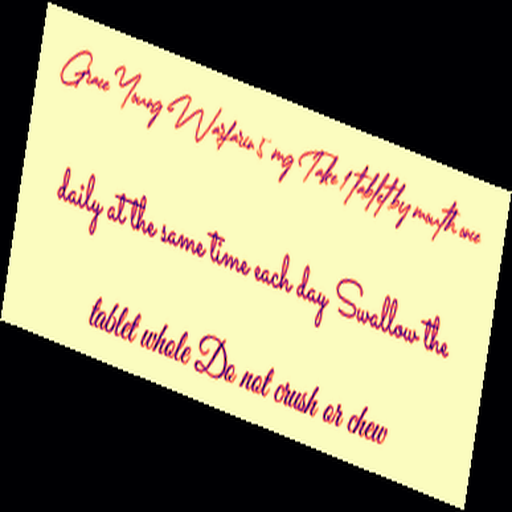 Grace Young Warfarin 5 mg Take 1 tablet by mouth once
daily at the same time each day Swallow the
tablet whole Do not crush or chew